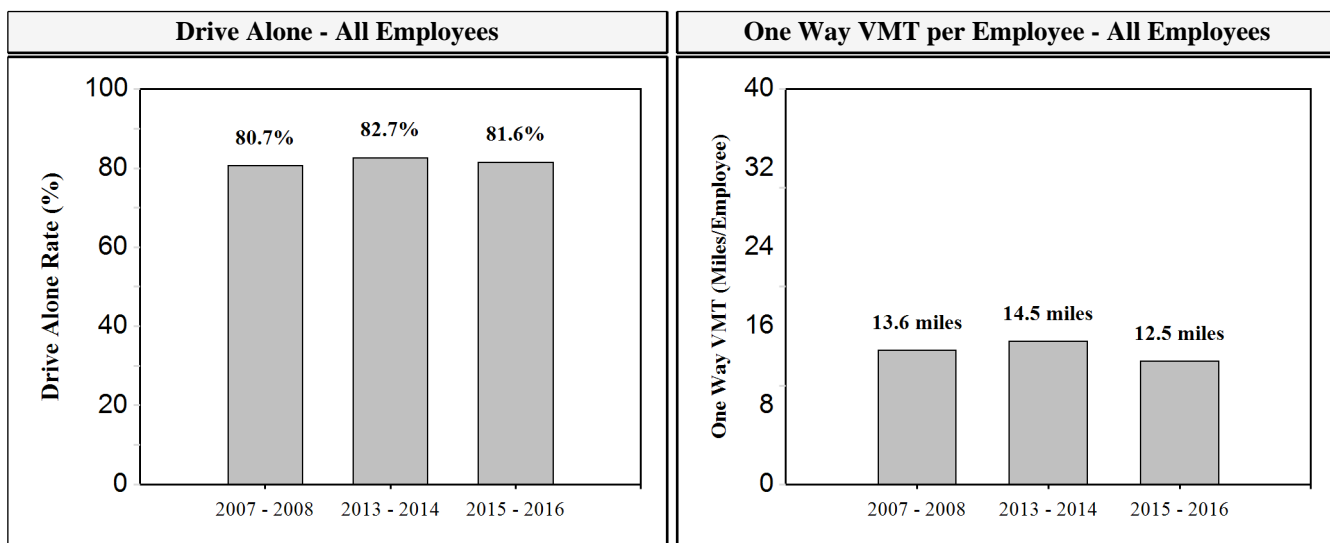 Drive Alone - All Employees
One Way VMT per Employee - All Employees
Drive Alone Rate (%)
100
80
60
40
20
0
80.7%
82.7%
81.6%
2007 - 2008
2013 - 2014
2015 - 2016
One Way VMT (Miles/Employee)
40
32
24
16
8
0
13.6 miles
14.5 miles
12.5 miles
2007 - 2008
2013 - 2014
2015 - 2016